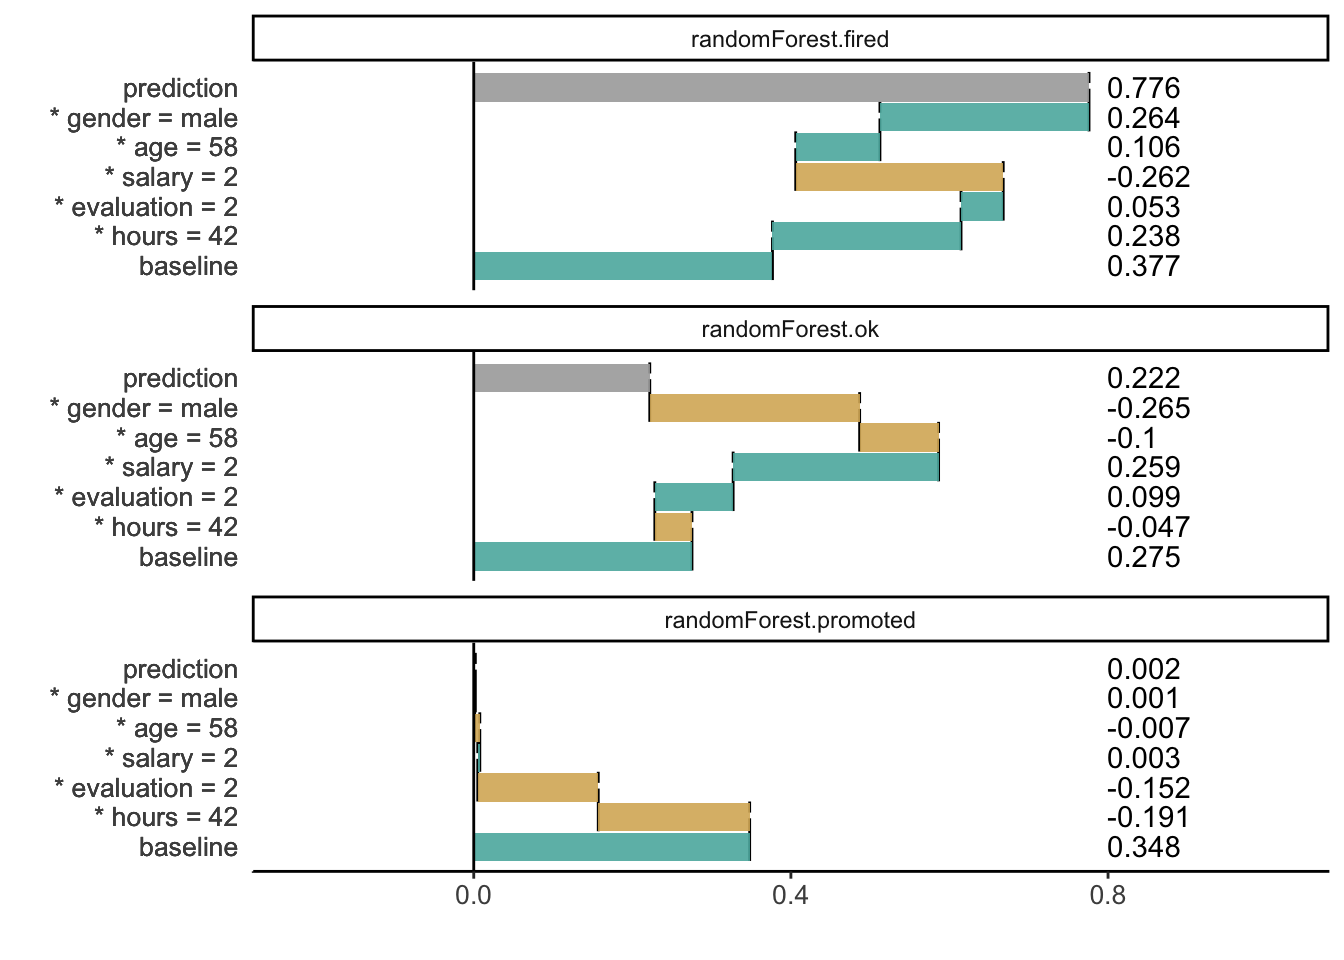 randomForest.fired
prediction 0.776
* gender = male 0.264
* age = 58 0.106
* salary = 2 -0.262
* evaluation = 2 0.053
* hours = 42 0.238
baseline 0.377
randomForest.ok
prediction 0.222
* gender = male -0.265
* age = 58 -0.1
* salary = 2 0.259
* evaluation = 2 0.099
* hours = 42 -0.047
baseline 0.275
randomForest.promoted
prediction 0.002
* gender = male 0.001
* age = 58 -0.007
* salary = 2 0.003
* evaluation = 2 -0.152
* hours = 42 -0.191
baseline 0.348
0.0 0.4 0.8